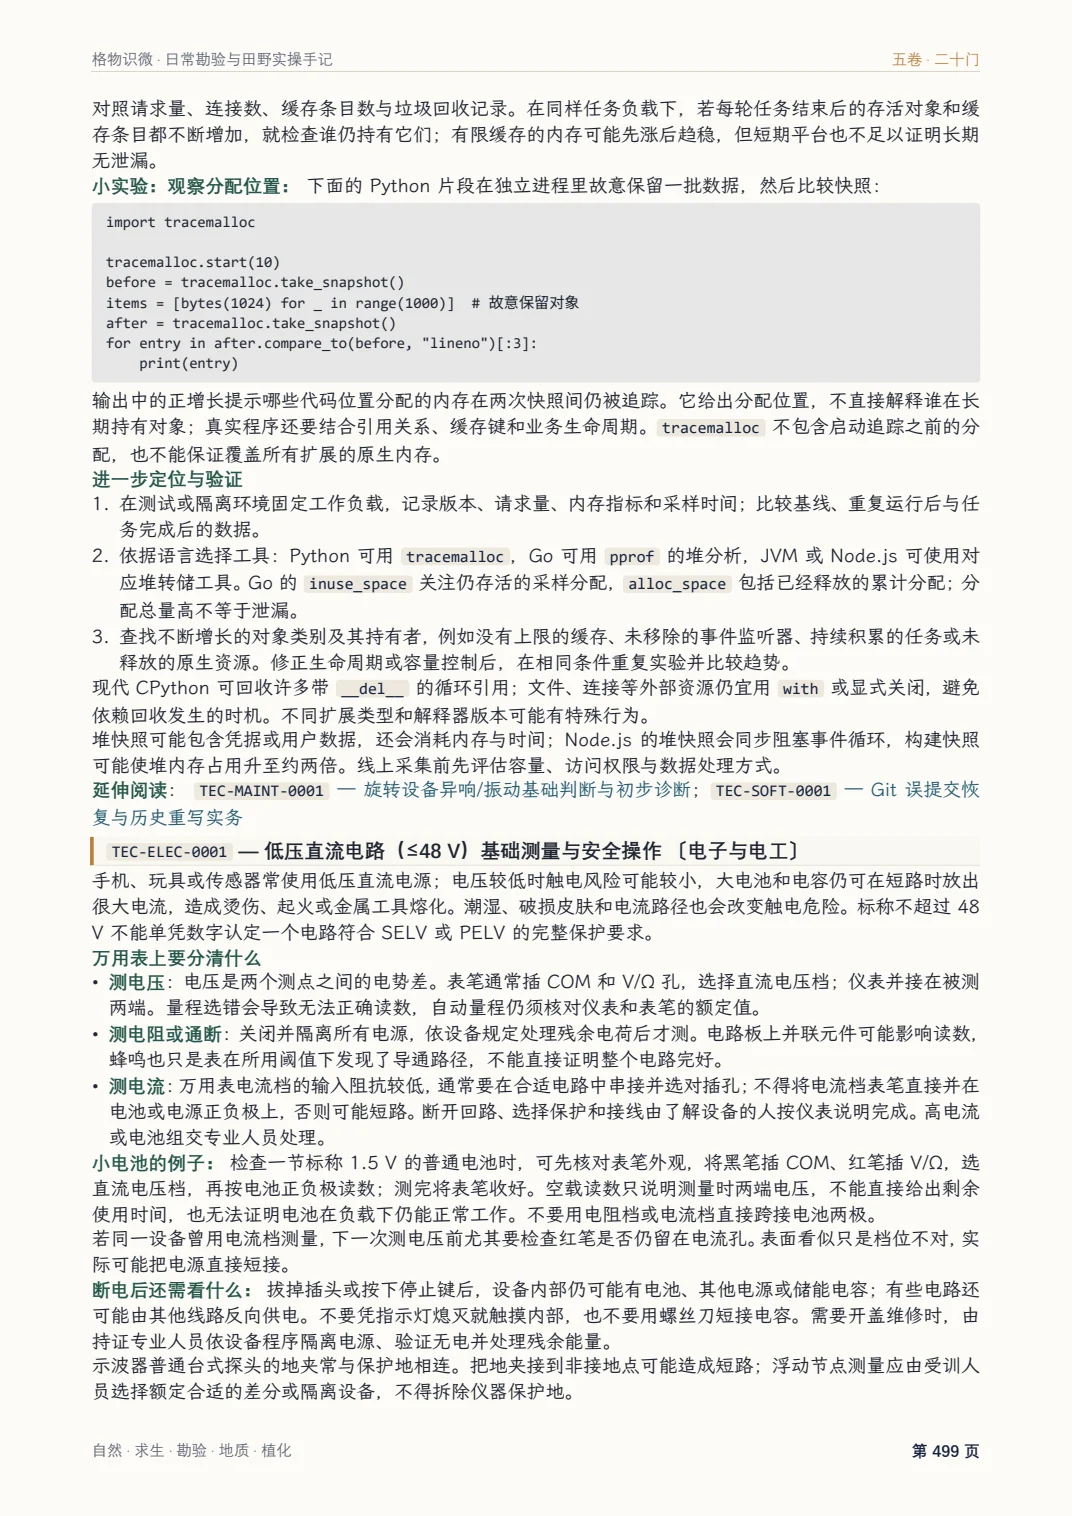 格物识微 · 日常勘验与田野实操手记
五卷 · 二十门
对照请求量、连接数、缓存条目数与垃圾回收记录。在同样任务负载下，若每轮任务结束后的存活对象和缓
存条目都不断增加，就检查谁仍持有它们；有限缓存的内存可能先涨后趋稳，但短期平台也不足以证明长期
无泄漏。
小实验：观察分配位置： 下面的 Python 片段在独立进程里故意保留一批数据，然后比较快照：
import tracemalloc
tracemalloc.start(10)
before = tracemalloc.take_snapshot()
items = [bytes(1024) for _ in range(1000)]  # 故意保留对象
after = tracemalloc.take_snapshot()
for entry in after.compare_to(before, "lineno")[:3]:
    print(entry)
输出中的正增长提示哪些代码位置分配的内存在两次快照间仍被追踪。它给出分配位置，不直接解释谁在长
期持有对象；真实程序还要结合引用关系、缓存键和业务生命周期。tracemalloc 不包含启动追踪之前的分
配，也不能保证覆盖所有扩展的原生内存。
进一步定位与验证
1. 在测试或隔离环境固定工作负载，记录版本、请求量、内存指标和采样时间；比较基线、重复运行后与任
务完成后的数据。
2. 依据语言选择工具：Python 可用 tracemalloc，Go 可用 pprof 的堆分析，JVM 或 Node.js 可使用对
应堆转储工具。Go 的 inuse_space 关注仍存活的采样分配，alloc_space 包括已经释放的累计分配；分
配总量高不等于泄漏。
3. 查找不断增长的对象类别及其持有者，例如没有上限的缓存、未移除的事件监听器、持续积累的任务或未
释放的原生资源。修正生命周期或容量控制后，在相同条件重复实验并比较趋势。
现代 CPython 可回收许多带 __del__ 的循环引用；文件、连接等外部资源仍宜用 with 或显式关闭，避免
依赖回收发生的时机。不同扩展类型和解释器版本可能有特殊行为。
堆快照可能包含凭据或用户数据，还会消耗内存与时间；Node.js 的堆快照会同步阻塞事件循环，构建快照
可能使堆内存占用升至约两倍。线上采集前先评估容量、访问权限与数据处理方式。
延伸阅读： TEC-MAINT-0001 — 旋转设备异响/振动基础判断与初步诊断；TEC-SOFT-0001 — Git 误提交恢
复与历史重写实务
TEC-ELEC-0001 — 低压直流电路（≤48 V）基础测量与安全操作 〔电子与电工〕
手机、玩具或传感器常使用低压直流电源；电压较低时触电风险可能较小，大电池和电容仍可在短路时放出
很大电流，造成烫伤、起火或金属工具熔化。潮湿、破损皮肤和电流路径也会改变触电危险。标称不超过 48
V 不能单凭数字认定一个电路符合 SELV 或 PELV 的完整保护要求。
万用表上要分清什么
• 测电压：电压是两个测点之间的电势差。表笔通常插 COM 和 V/Ω 孔，选择直流电压档；仪表并接在被测
两端。量程选错会导致无法正确读数，自动量程仍须核对仪表和表笔的额定值。
• 测电阻或通断：关闭并隔离所有电源，依设备规定处理残余电荷后才测。电路板上并联元件可能影响读数，
蜂鸣也只是表在所用阈值下发现了导通路径，不能直接证明整个电路完好。
• 测电流：万用表电流档的输入阻抗较低，通常要在合适电路中串接并选对插孔；不得将电流档表笔直接并在
电池或电源正负极上，否则可能短路。断开回路、选择保护和接线由了解设备的人按仪表说明完成。高电流
或电池组交专业人员处理。
小电池的例子： 检查一节标称 1.5 V 的普通电池时，可先核对表笔外观，将黑笔插 COM、红笔插 V/Ω，选
直流电压档，再按电池正负极读数；测完将表笔收好。空载读数只说明测量时两端电压，不能直接给出剩余
使用时间，也无法证明电池在负载下仍能正常工作。不要用电阻档或电流档直接跨接电池两极。
若同一设备曾用电流档测量，下一次测电压前尤其要检查红笔是否仍留在电流孔。表面看似只是档位不对，实
际可能把电源直接短接。
断电后还需看什么： 拔掉插头或按下停止键后，设备内部仍可能有电池、其他电源或储能电容；有些电路还
可能由其他线路反向供电。不要凭指示灯熄灭就触摸内部，也不要用螺丝刀短接电容。需要开盖维修时，由
持证专业人员依设备程序隔离电源、验证无电并处理残余能量。
示波器普通台式探头的地夹常与保护地相连。把地夹接到非接地点可能造成短路；浮动节点测量应由受训人
员选择额定合适的差分或隔离设备，不得拆除仪器保护地。
自然 · 求生 · 勘验 · 地质 · 植化
第 499 页